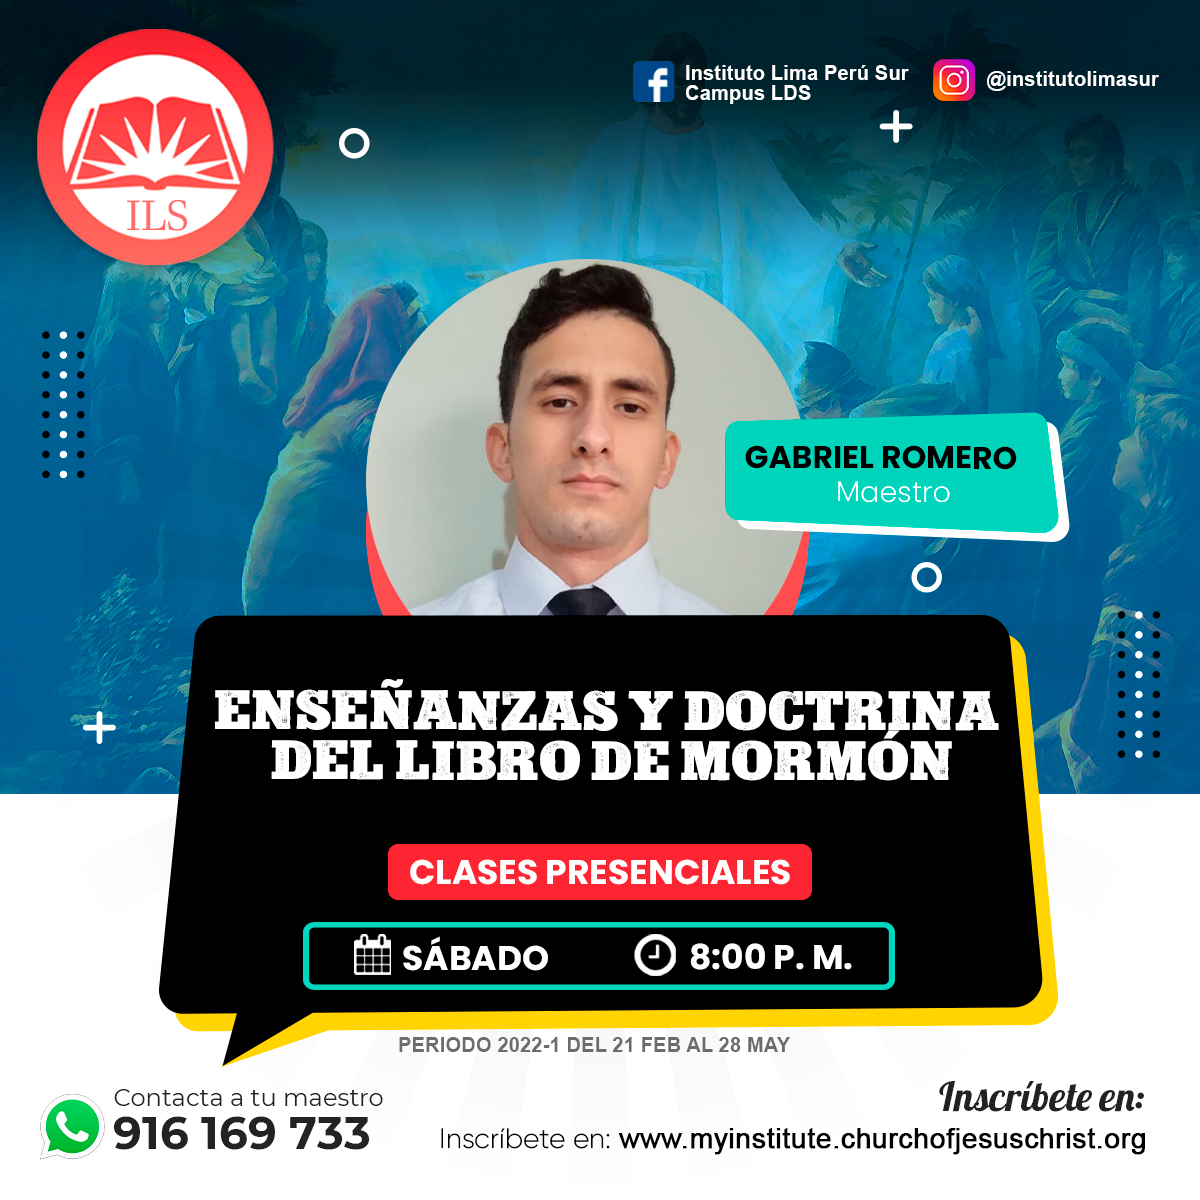 ILS
Instituto Lima Perú Sur
Campus LDS
@institutolimasur
GABRIEL ROMERO
Maestro
ENSEÑANZAS Y DOCTRINA
DEL LIBRO DE MORMÓN
CLASES PRESENCIALES
SÁBADO
8:00 P. M.
PERIODO 2022-1 DEL 21 FEB AL 28 MAY
Contacta a tu maestro
916 169 733
Inscríbete en:
Inscríbete en: www.myinstitute.churchofjesuschrist.org